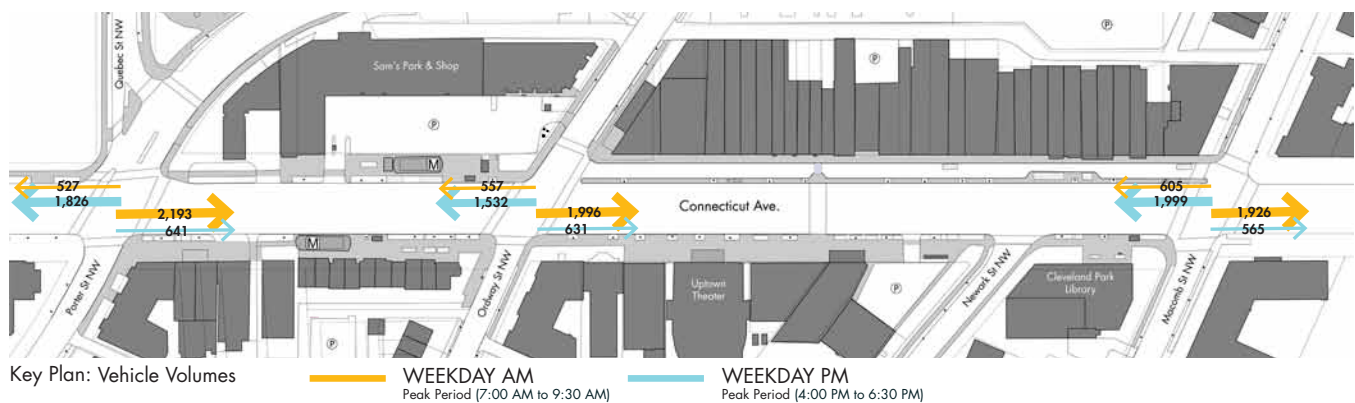 Quebec St NW
Sam's Park & Shop
P
P
P
M
527
1,826
2,193
641
557
1,532
1,996
631
Connecticut Ave.
605
1,999
1,926
565
M
Porter St NW
Ordway St NW
Uptown
Theater
P
Newark St NW
Cleveland Park
Library
Macomb St NW
P
Key Plan: Vehicle Volumes
WEEKDAY AM
Peak Period (7:00 AM to 9:30 AM)
WEEKDAY PM
Peak Period (4:00 PM to 6:30 PM)